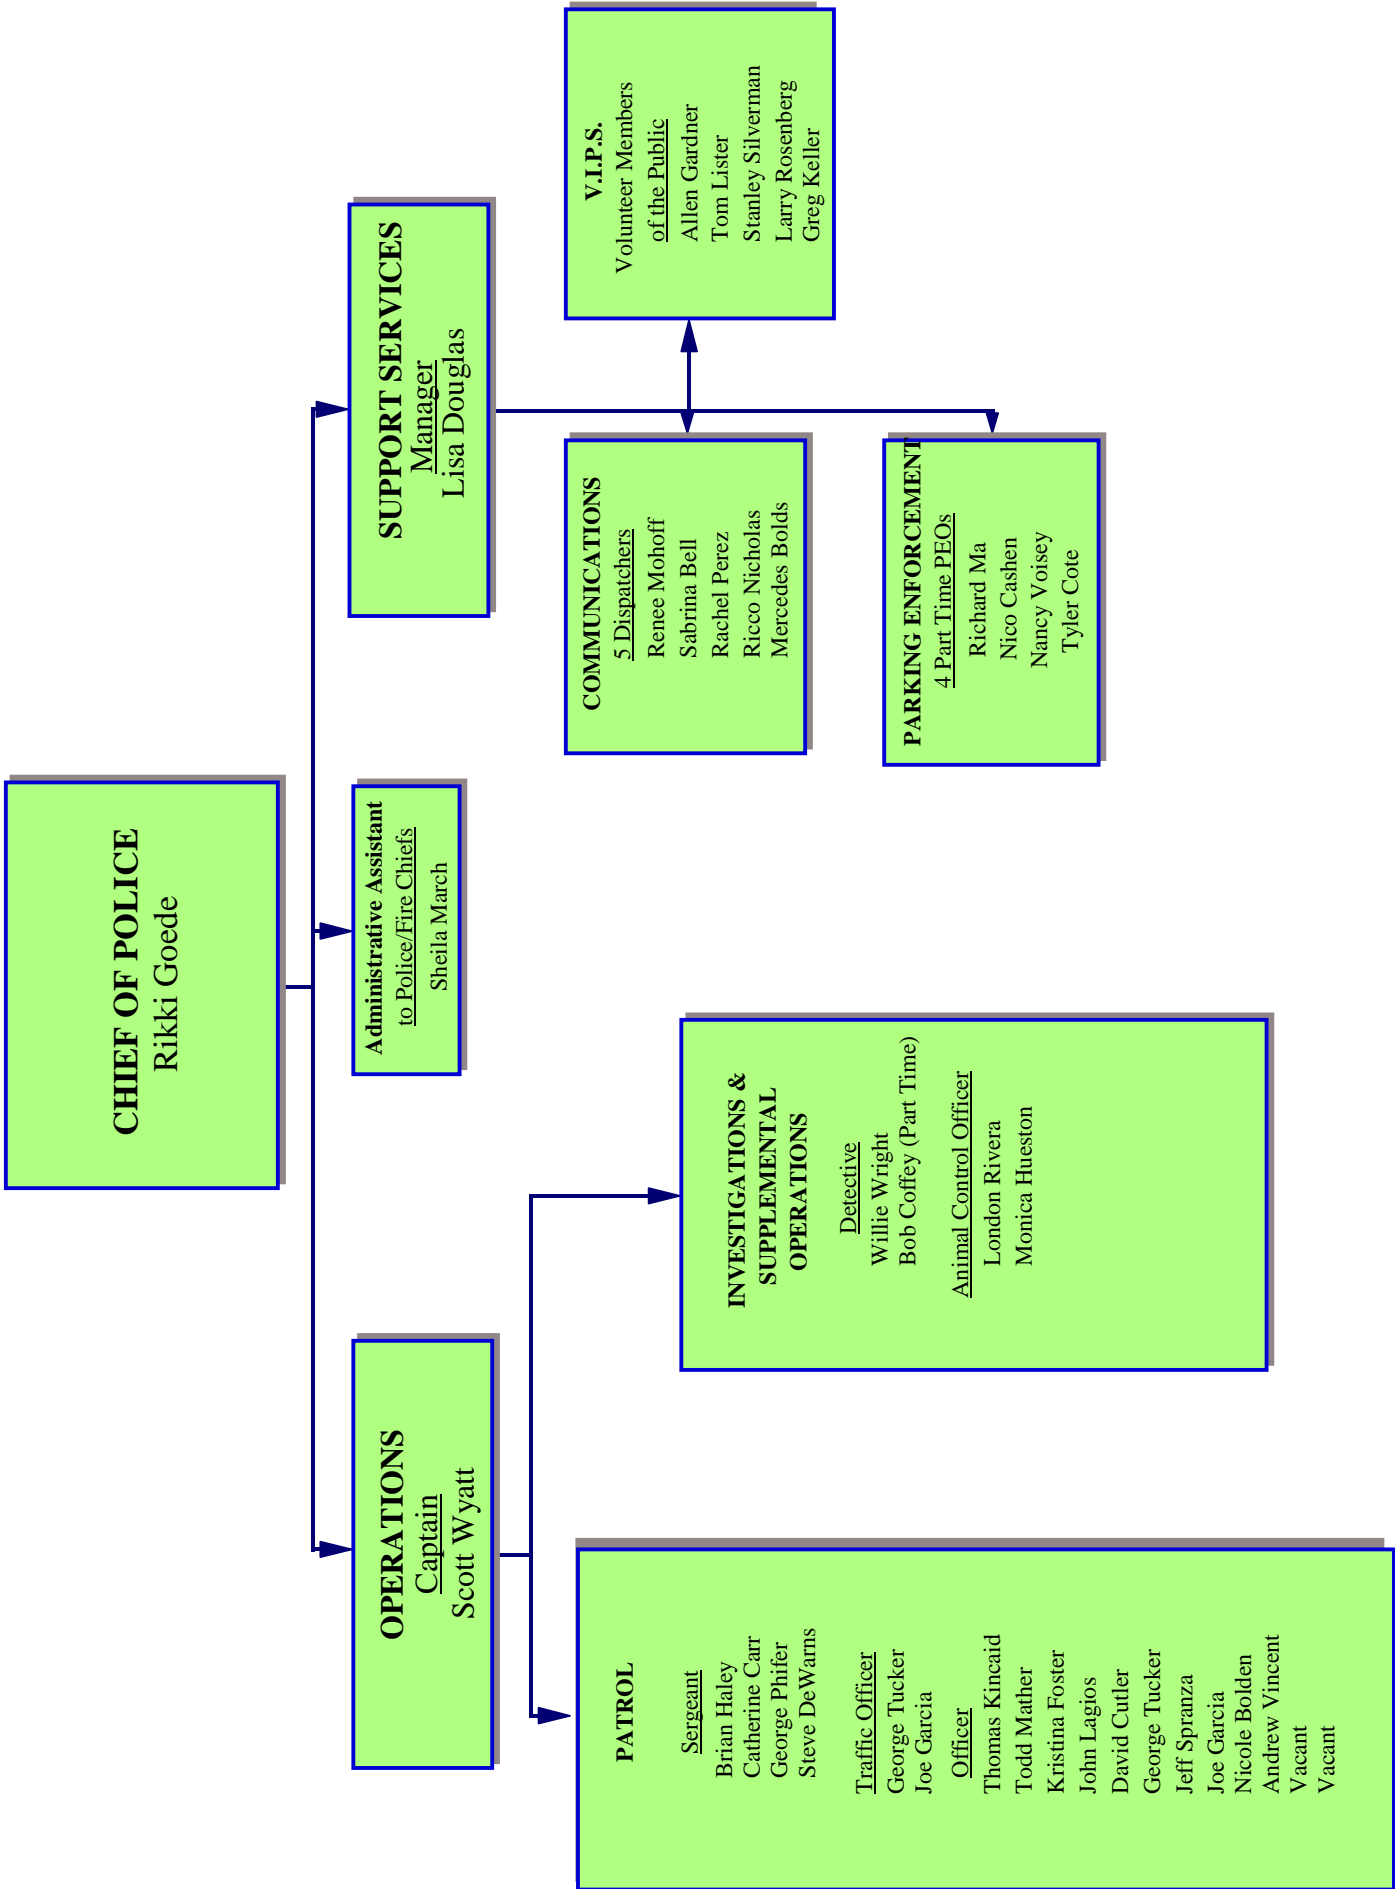 CHIEF OF POLICE
Rikki Goede
OPERATIONS
Captain
Scott Wyatt
Administrative Assistant
to Police/Fire Chiefs
Sheila March
SUPPORT SERVICES
Manager
Lisa Douglas
PATROL
Sergeant
Brian Haley
Catherine Carr
George Phifer
Steve DeWarns
Traffic Officer
George Tucker
Joe Garcia
Officer
Thomas Kincaid
Todd Mather
Kristina Foster
John Lagios
David Cutler
George Tucker
Jeff Spranza
Joe Garcia
Nicole Bolden
Andrew Vincent
Vacant
Vacant
INVESTIGATIONS &
SUPPLEMENTAL
OPERATIONS
Detective
Willie Wright
Bob Coffey (Part Time)
Animal Control Officer
London Rivera
Monica Hueston
COMMUNICATIONS
5 Dispatchers
Renee Mohoff
Sabrina Bell
Rachel Perez
Ricco Nicholas
Mercedes Bolds
PARKING ENFORCEMENT
4 Part Time PEOs
Richard Ma
Nico Cashen
Nancy Voisey
Tyler Cote
V.I.P.S.
Volunteer Members
of the Public
Allen Gardner
Tom Lister
Stanley Silverman
Larry Rosenberg
Greg Keller